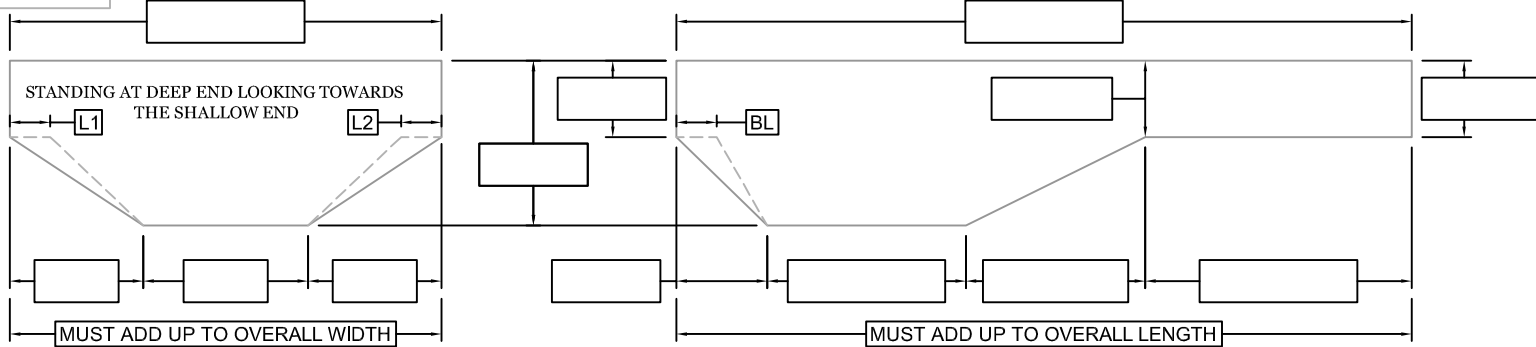 STANDING AT DEEP END LOOKING TOWARDS
THE SHALLOW END
L1
L2
BL
MUST ADD UP TO OVERALL WIDTH
MUST ADD UP TO OVERALL LENGTH